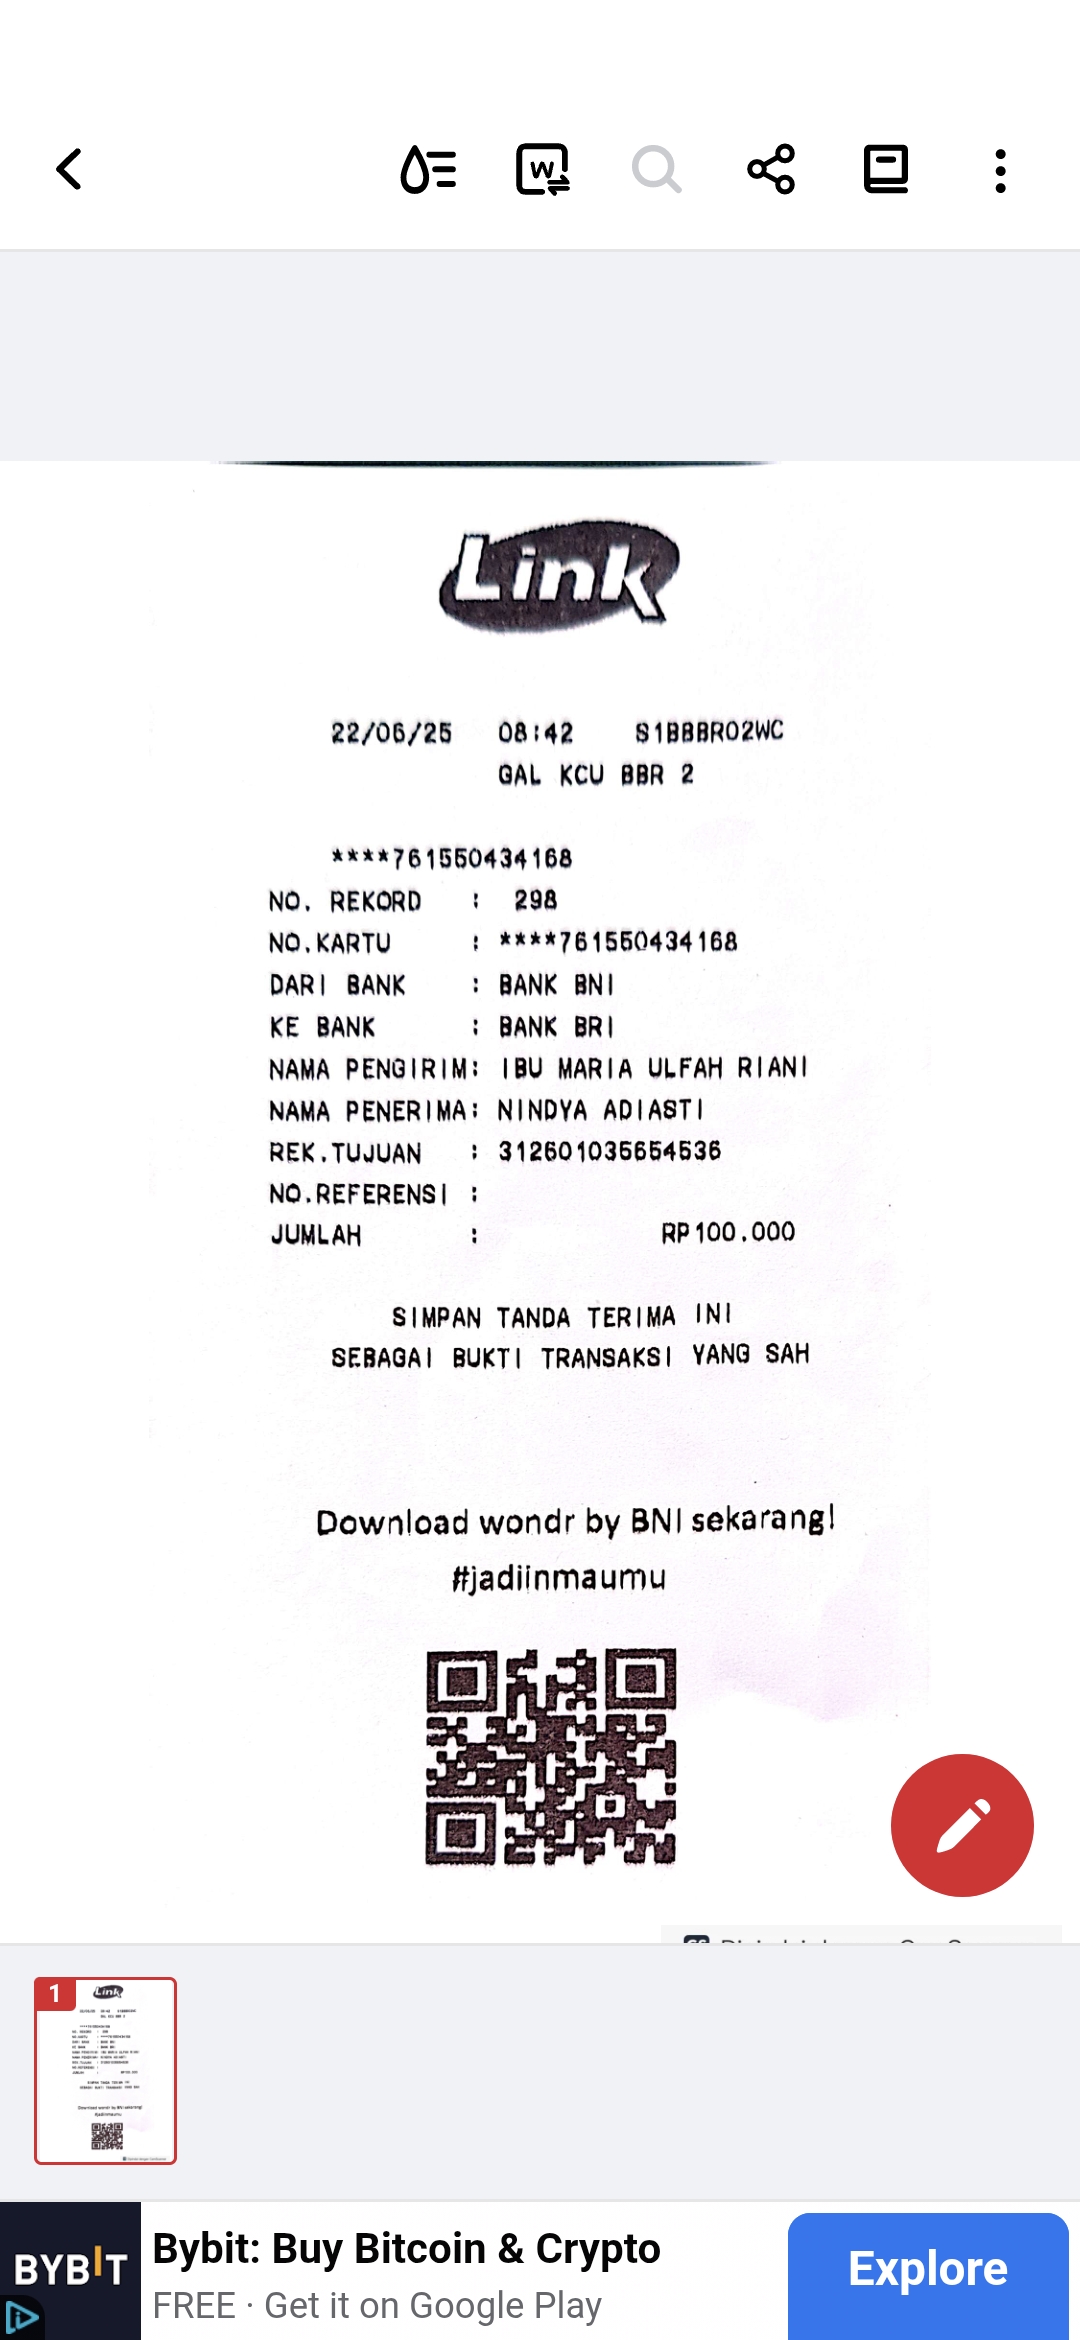 Link
22/06/25 08:42 S1BBBR02WC
GAL KCU BBR 2
****761550434168
NO. REKORD : 298
NO.KARTU : ****761550434168
DARI BANK : BANK BNI
KE BANK : BANK BRI
NAMA PENGIRIM: IBU MARIA ULFAH RIANI
NAMA PENERIMA: NINDYA ADIASTI
REK.TUJUAN : 312601035654536
NO.REFERENSI :
JUMLAH : RP100.000
SIMPAN TANDA TERIMA INI
SEBAGAI BUKTI TRANSAKSI YANG SAH
Download wondr by BNI sekarang!
#jadiinmaumu
1
BYBIT
Bybit: Buy Bitcoin & Crypto
FREE · Get it on Google Play
Explore